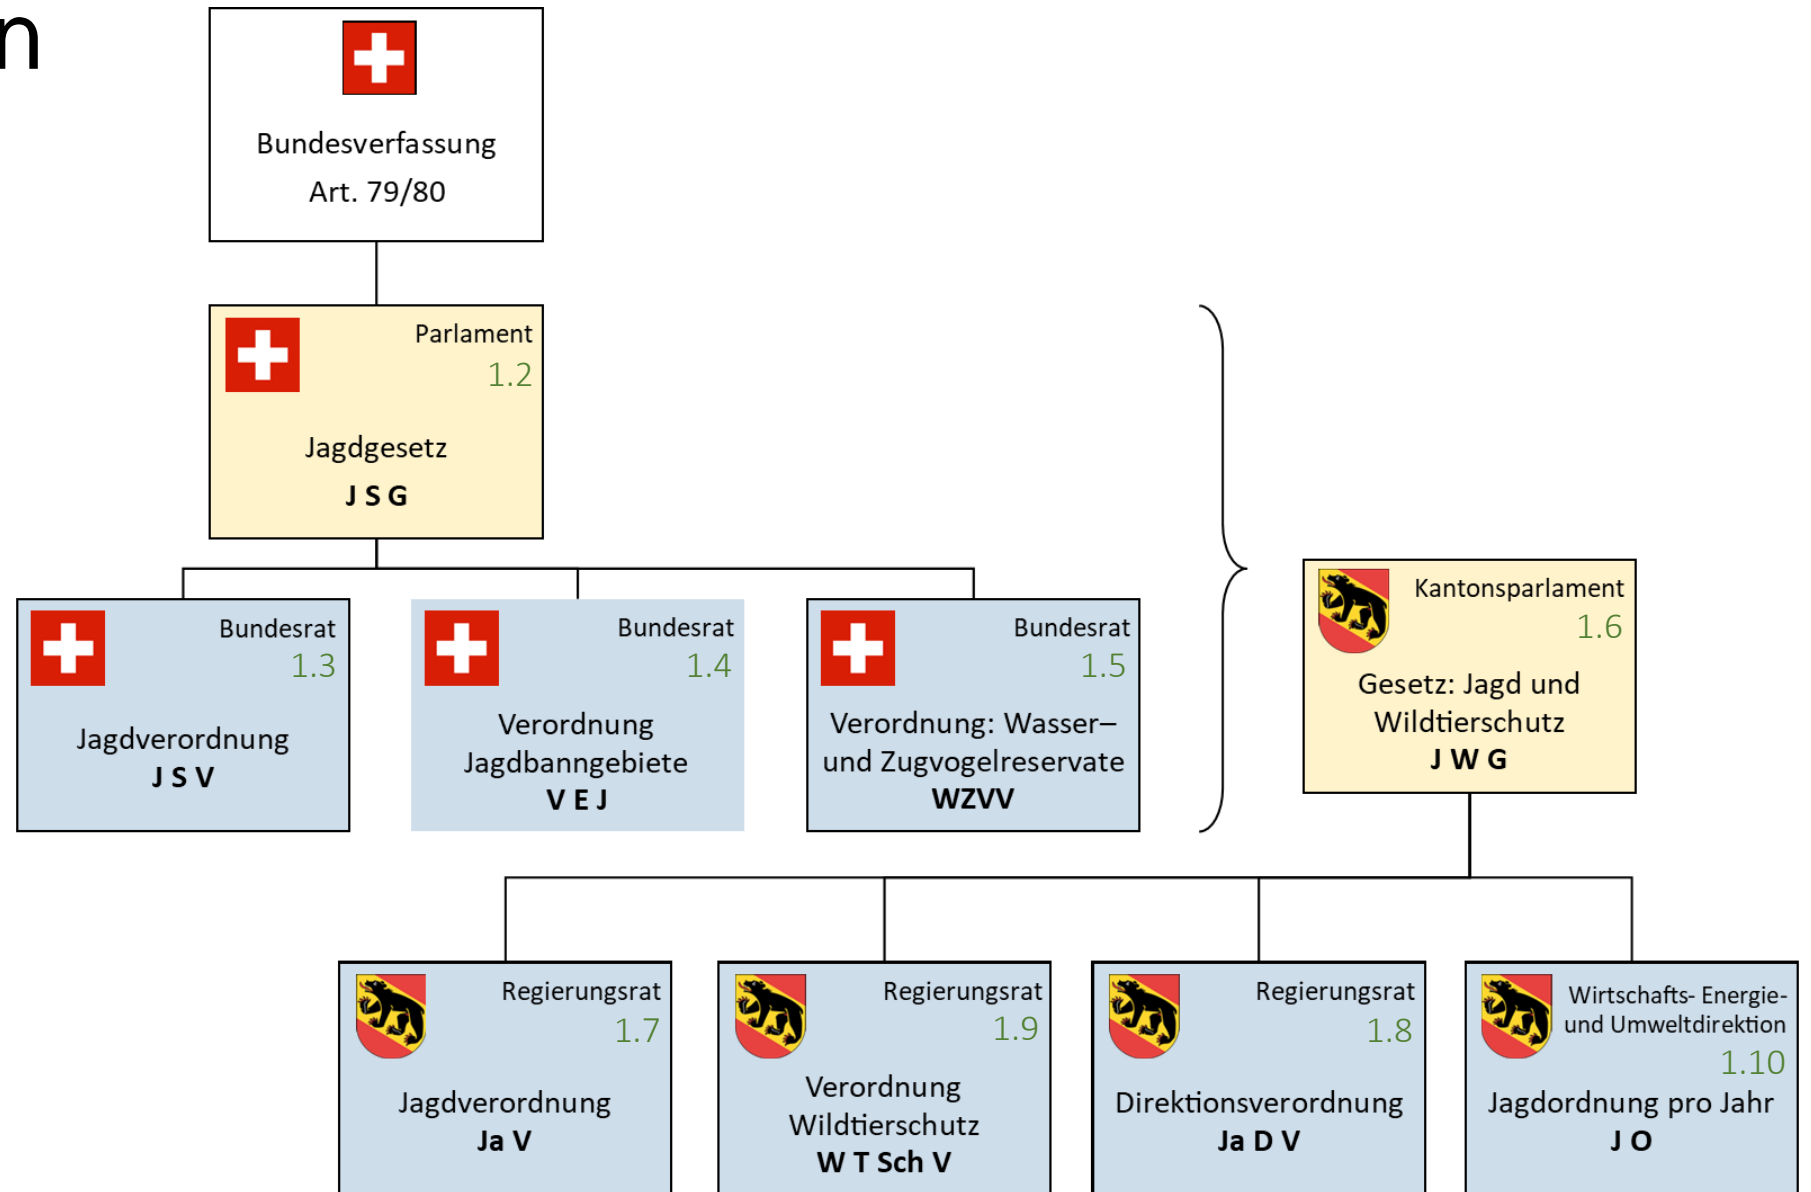 n
Bundesverfassung
Art. 79/80
Parlament
1.2
Jagdgesetz
J S G
Bundesrat
1.3
Jagdverordnung
J S V
Bundesrat
1.4
Verordnung
Jagdbanngebiete
V E J
Bundesrat
1.5
Verordnung: Wasser–
und Zugvogelreservate
WZVV
Kantonsparlament
1.6
Gesetz: Jagd und
Wildtierschutz
J W G
Regierungsrat
1.7
Jagdverordnung
Ja V
Regierungsrat
1.9
Verordnung
Wildtierschutz
W T Sch V
Regierungsrat
1.8
Direktionsverordnung
Ja D V
Wirtschafts- Energie-
und Umweltdirektion
1.10
Jagdordnung pro Jahr
J O